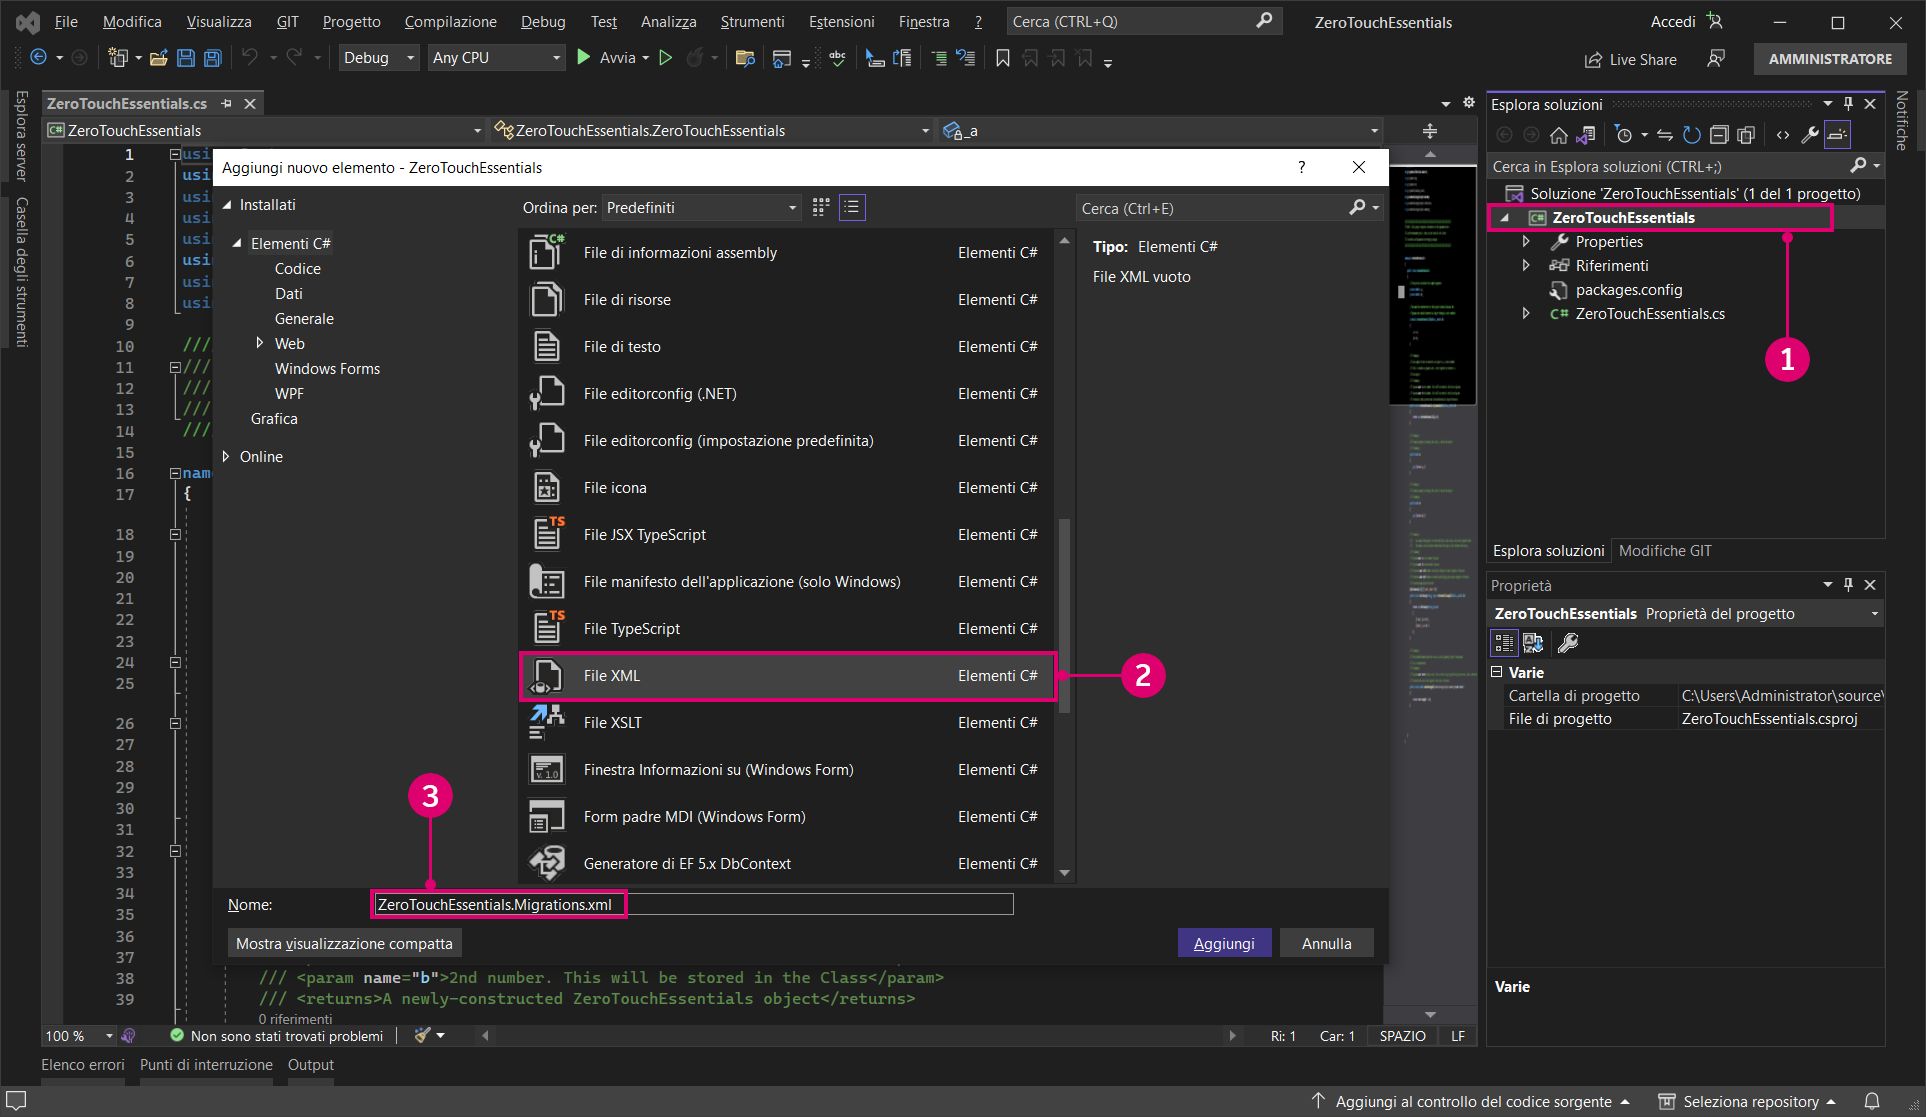 File Modifica Visualizza GIT Progetto Compilazione Debug Test Analizza Strumenti Estensioni Finestra ? Cerca (CTRL+Q) ZeroTouchEssentials Accedi
Debug Any CPU Avvia abc Live Share AMMINISTRATORE
Esplora server
Casella degli strumenti
ZeroTouchEssentials.cs
C# ZeroTouchEssentials ZeroTouchEssentials.ZeroTouchEssentials _a
1 usi
2 usi
3 usi
4 usi
5 usi
6 usi
7 usi
8 usi
9
10 ///
11 ///
12 ///
13 ///
14 ///
15
16 name
17 {
18
19
20
21
22
23
24
25
26
27
28
29
30
31
32
33
34
35
36
37
38 /// <param name="b">2nd number. This will be stored in the Class</param>
39 /// <returns>A newly-constructed ZeroTouchEssentials object</returns>
0 riferimenti
Aggiungi nuovo elemento - ZeroTouchEssentials ?
Installati
Elementi C#
Codice
Dati
Generale
Web
Windows Forms
WPF
Grafica
Online
Ordina per: Predefiniti
File di informazioni assembly Elementi C#
File di risorse Elementi C#
File di testo Elementi C#
File editorconfig (.NET) Elementi C#
File editorconfig (impostazione predefinita) Elementi C#
File icona Elementi C#
TS File JSX TypeScript Elementi C#
File manifesto dell'applicazione (solo Windows) Elementi C#
TS File TypeScript Elementi C#
File XML Elementi C#
2
File XSLT Elementi C#
v. 1.0 Finestra Informazioni su (Windows Form) Elementi C#
Form padre MDI (Windows Form) Elementi C#
Generatore di EF 5.x DbContext Elementi C#
Cerca (Ctrl+E)
Tipo: Elementi C#
File XML vuoto
3
Nome: ZeroTouchEssentials.Migrations.xml
Mostra visualizzazione compatta
Aggiungi Annulla
Esplora soluzioni
Cerca in Esplora soluzioni (CTRL+;)
Soluzione 'ZeroTouchEssentials' (1 del 1 progetto)
C# ZeroTouchEssentials
Properties
Riferimenti
packages.config
C# ZeroTouchEssentials.cs
1
Esplora soluzioni Modifiche GIT
Proprietà
ZeroTouchEssentials Proprietà del progetto
Varie
Cartella di progetto C:\Users\Administrator\source\
File di progetto ZeroTouchEssentials.csproj
Varie
Notifiche
100 % Non sono stati trovati problemi Ri: 1 Car: 1 SPAZIO LF
Elenco errori Punti di interruzione Output
Aggiungi al controllo del codice sorgente Seleziona repository